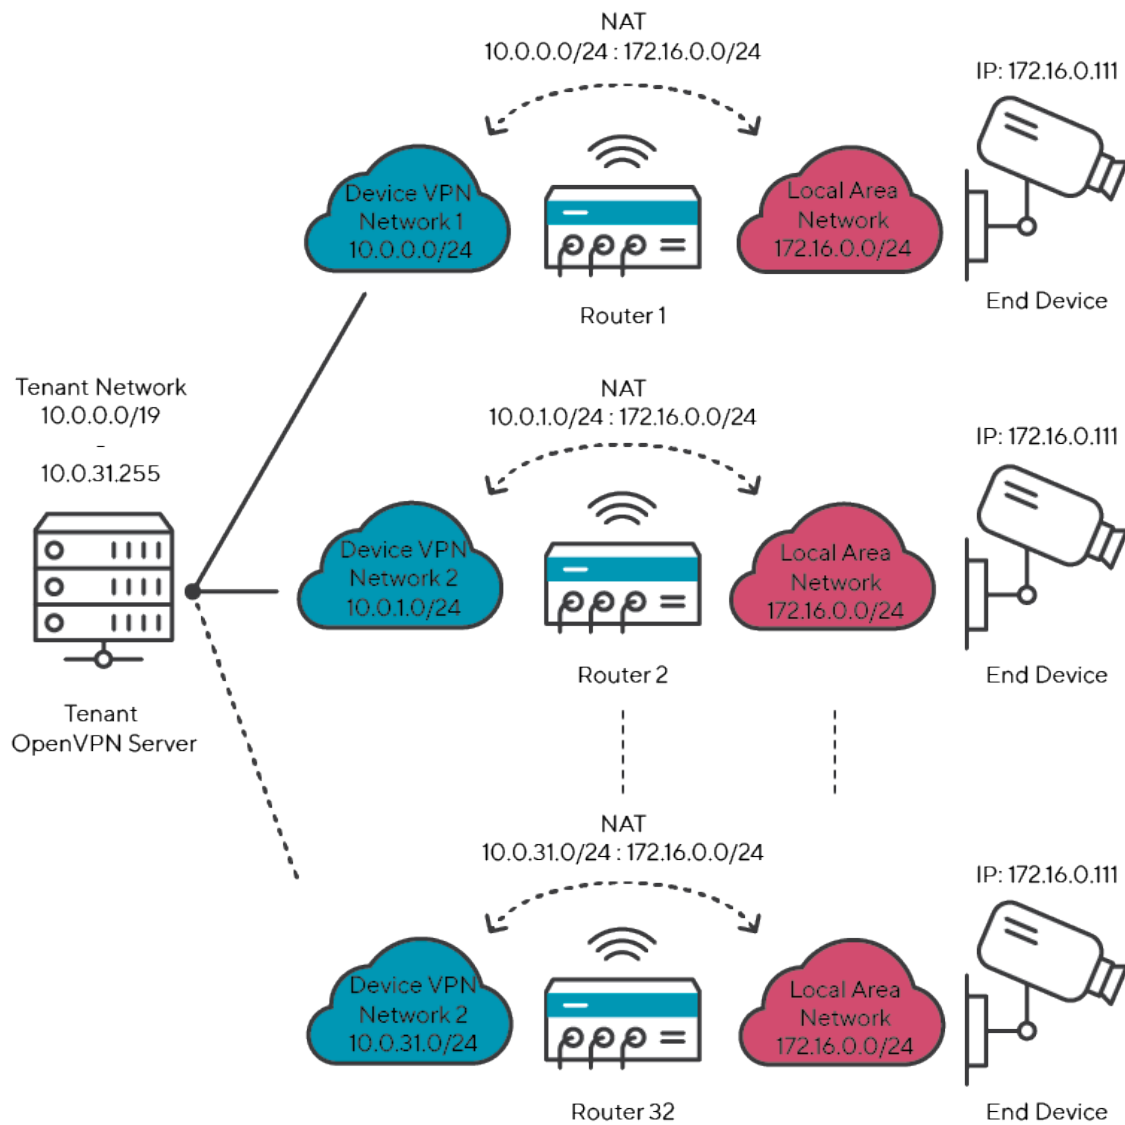 NAT
10.0.0.0/24 : 172.16.0.0/24
IP: 172.16.0.111
Device VPN
Network 1
10.0.0.0/24
Local Area
Network
172.16.0.0/24
Router 1
End Device
Tenant Network
10.0.0.0/19
-
10.0.31.255
NAT
10.0.1.0/24 : 172.16.0.0/24
IP: 172.16.0.111
Device VPN
Network 2
10.0.1.0/24
Local Area
Network
172.16.0.0/24
Router 2
End Device
Tenant
OpenVPN Server
NAT
10.0.31.0/24 : 172.16.0.0/24
IP: 172.16.0.111
Device VPN
Network 2
10.0.31.0/24
Local Area
Network
172.16.0.0/24
Router 32
End Device